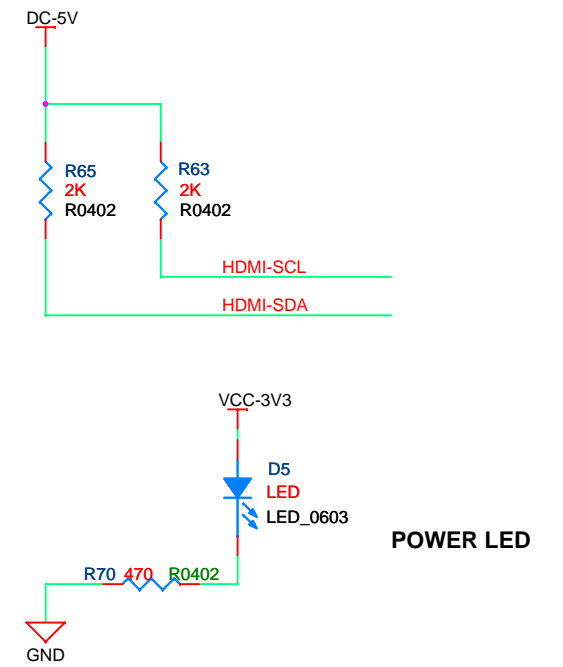 DC-5V
R65
2K
R0402
R63
2K
R0402
HDMI-SCL
HDMI-SDA
VCC-3V3
D5
LED
LED_0603
POWER LED
R70 470 R0402
GND